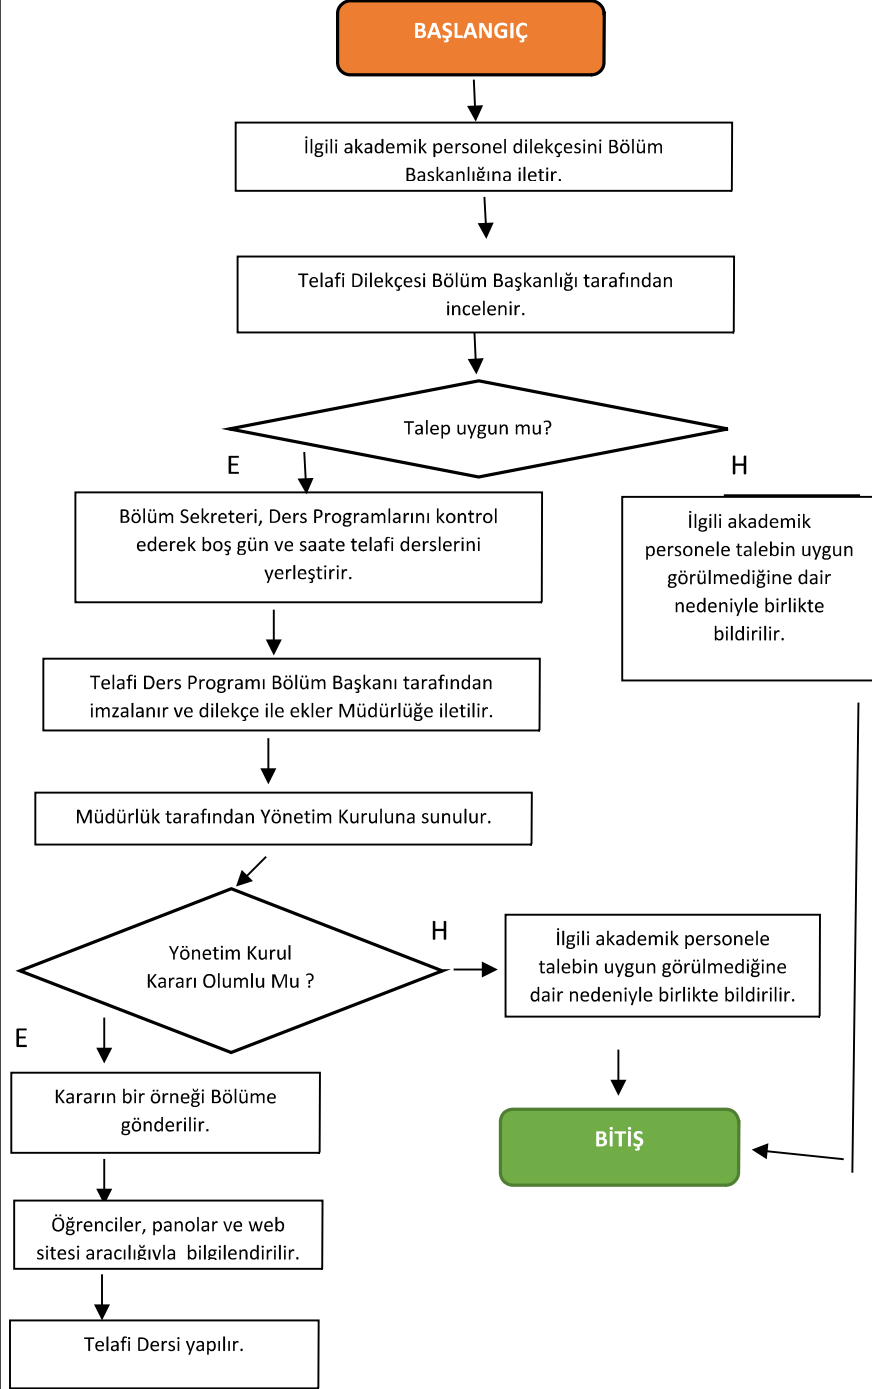 BAŞLANGIÇ
İlgili akademik personel dilekçesini Bölüm
Başkanlığına iletir.
Telafi Dilekçesi Bölüm Başkanlığı tarafından
incelenir.
Talep uygun mu?
E
H
Bölüm Sekreteri, Ders Programlarını kontrol
ederek boş gün ve saate telafi derslerini
yerleştirir.
İlgili akademik
personele talebin uygun
görülmediğine dair
nedeniyle birlikte
bildirilir.
Telafi Ders Programı Bölüm Başkanı tarafından
imzalanır ve dilekçe ile ekler Müdürlüğe iletilir.
Müdürlük tarafından Yönetim Kuruluna sunulur.
Yönetim Kurul
Kararı Olumlu Mu ?
H
İlgili akademik personele
talebin uygun görülmediğine
dair nedeniyle birlikte bildirilir.
E
Kararın bir örneği Bölüme
gönderilir.
BİTİŞ
Öğrenciler, panolar ve web
sitesi aracılığıyla  bilgilendirilir.
Telafi Dersi yapılır.